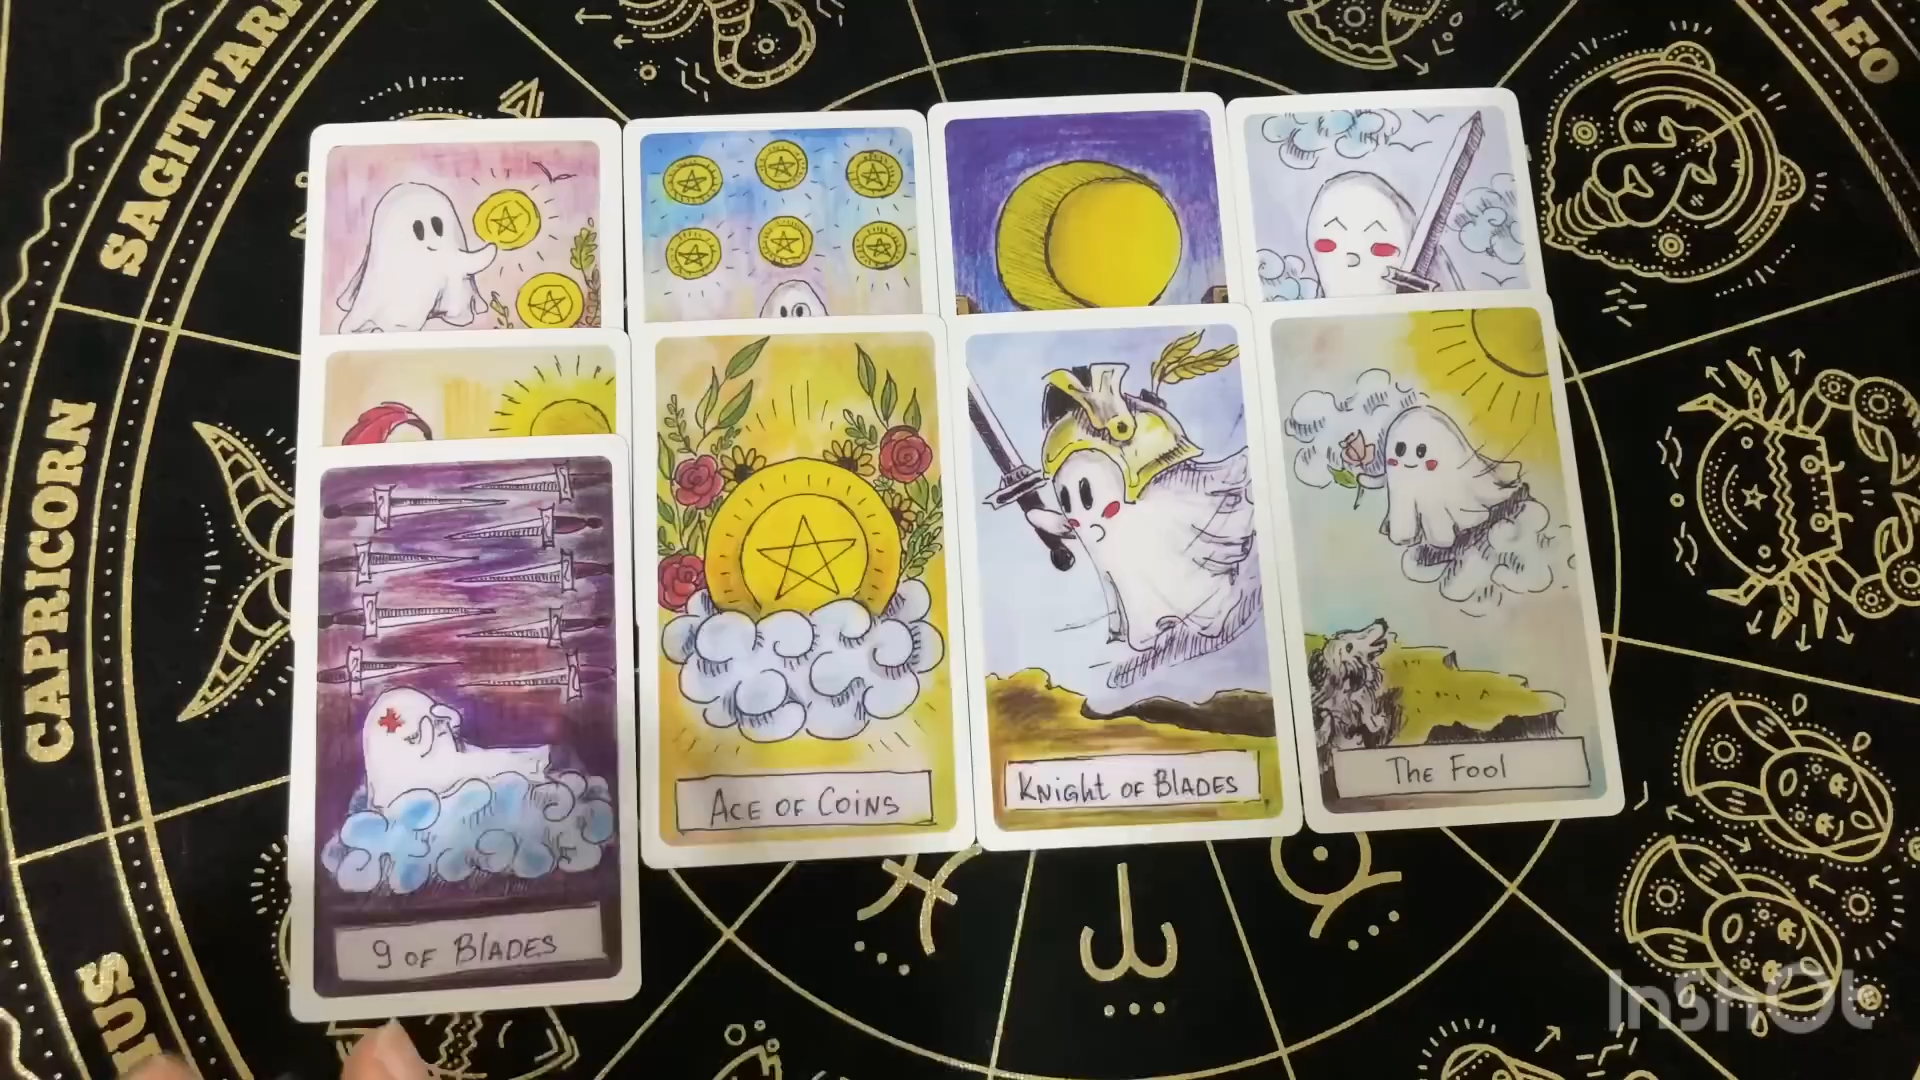 SAGITTARI
LEO
CAPRICORN
IUS
9 OF BLADES
ACE OF COINS
KNIGHT OF BLADES
THE FOOL
InShOt